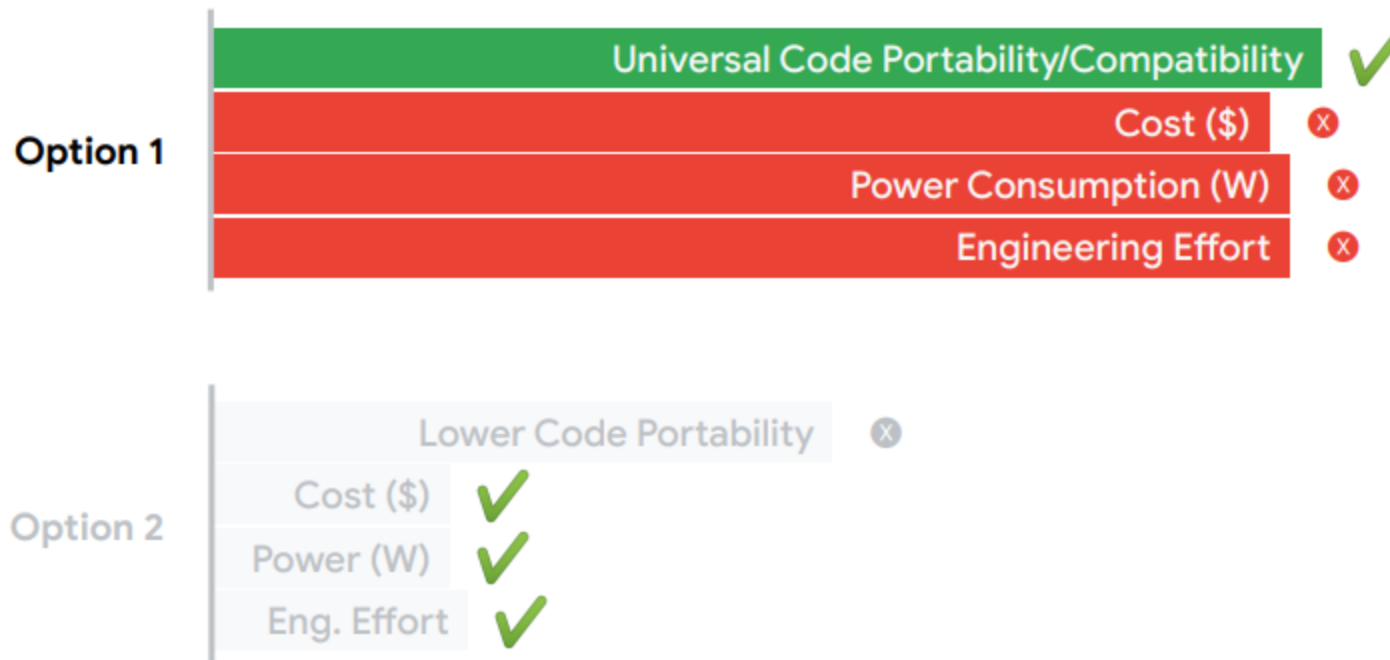 Universal Code Portability/Compatibility
Cost ($)
X
Option 1
Power Consumption (W)
X
Engineering Effort
X
Lower Code Portability
X
Cost ($)
Option 2
Power (W)
Eng. Effort